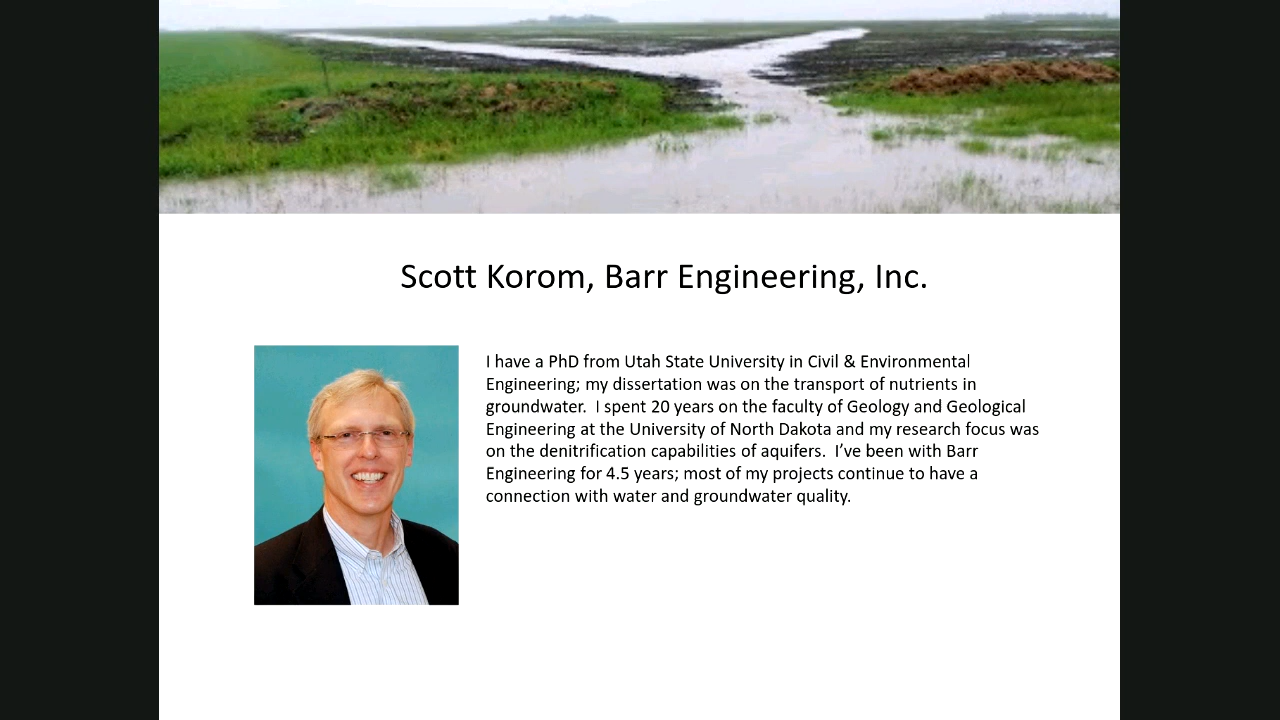 Scott Korom, Barr Engineering, Inc.
I have a PhD from Utah State University in Civil & Environmental
Engineering; my dissertation was on the transport of nutrients in
groundwater.  I spent 20 years on the faculty of Geology and Geological
Engineering at the University of North Dakota and my research focus was
on the denitrification capabilities of aquifers.  I’ve been with Barr
Engineering for 4.5 years; most of my projects continue to have a
connection with water and groundwater quality.